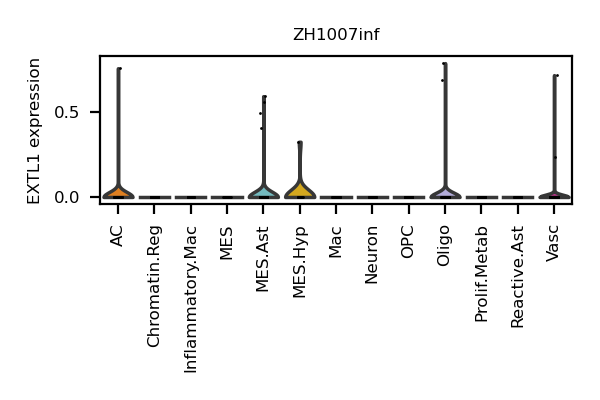 ZH1007inf
EXTL1 expression
0.5
0.0
AC
Chromatin.Reg
Inflammatory.Mac
MES
MES.Ast
MES.Hyp
Mac
Neuron
OPC
Oligo
Prolif.Metab
Reactive.Ast
Vasc